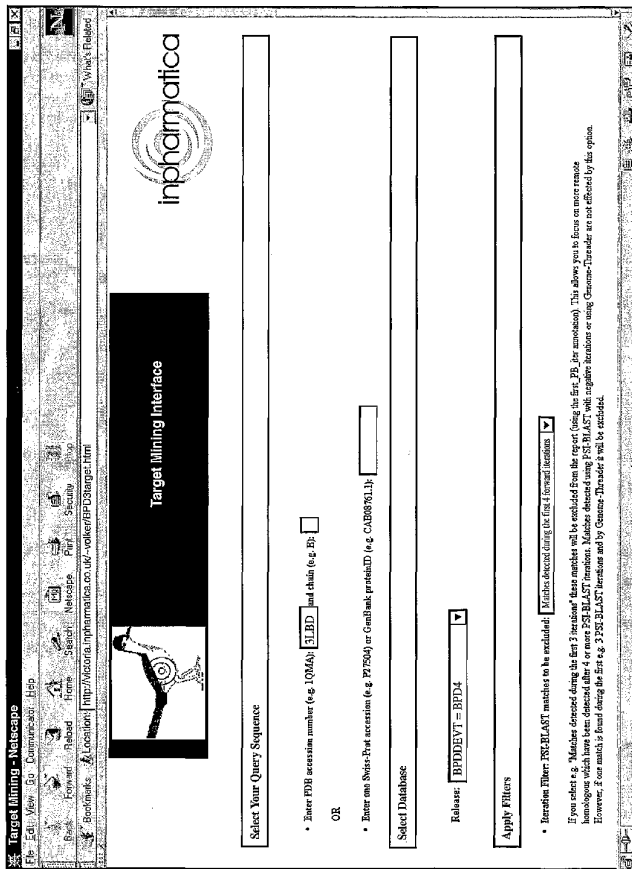 Target Mining - Netscape
File Edit View Go Communicator Help
Back Forward Reload Home Search Netscape Print Security Stop
Bookmarks Location: http://victoria.inpharmatica.co.uk/~volker/BPD3target.html What's Related
Target Mining Interface
inpharmatica
Select Your Query Sequence
• Enter PDB accession number (e.g. 1QMA): 3LBD and chain (e.g. B):
OR
• Enter one Swiss-Prot accession (e.g. P27504) or GenBank proteinID (e.g. CAB08761.1):
Select Database
Release: BPDDEVT = BPD4
Apply Filters
• Iteration Filter: PSI-BLAST matches to be excluded: Matches detected during the first 4 forward iterations
If you select e.g. "Matches detected during the first 3 iterations" these matches will be excluded from the report (using the first_PB_iter annotation). This allows you to focus on more remote
homologous which have been detected after 4 or more PSI-BLAST iterations. Matches detected using PSI-BLAST with negative iterations or using Genome-Threader are not effected by this option.
However, if one match is found during the first e.g. 3 PSI-BLAST iterations and by Genome-Threader is will be excluded.